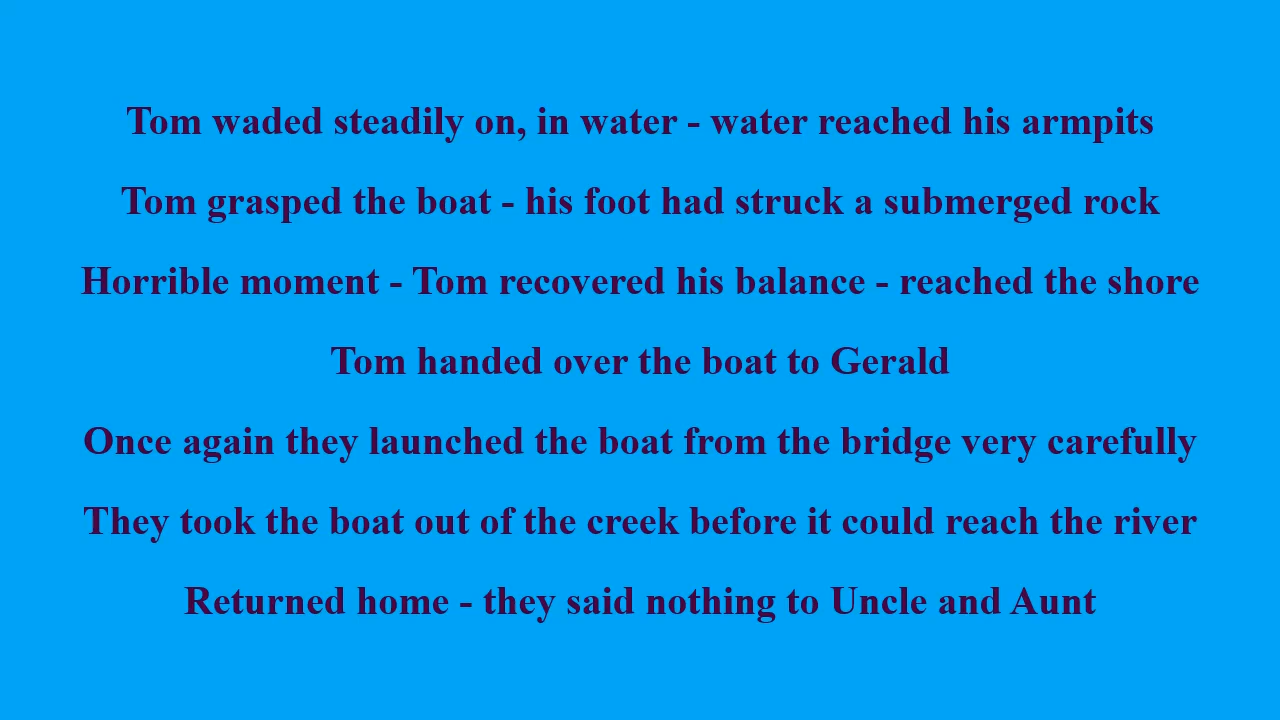 Tom waded steadily on, in water - water reached his armpits
Tom grasped the boat - his foot had struck a submerged rock
Horrible moment - Tom recovered his balance - reached the shore
Tom handed over the boat to Gerald
Once again they launched the boat from the bridge very carefully
They took the boat out of the creek before it could reach the river
Returned home - they said nothing to Uncle and Aunt